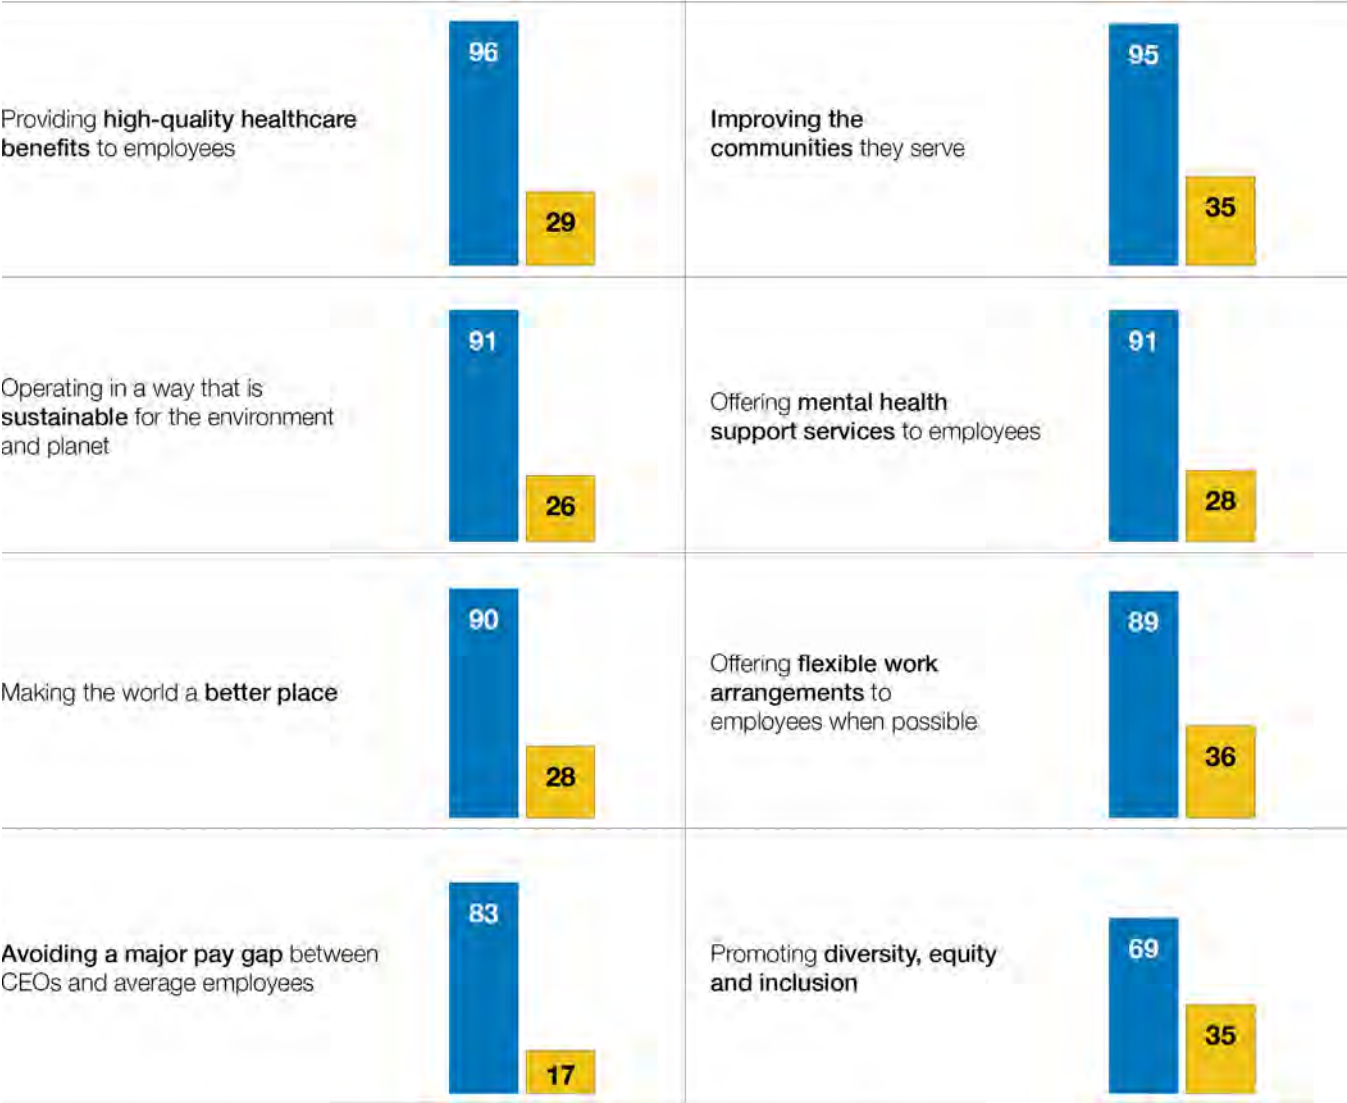 Providing high-quality healthcare
benefits to employees
96
29
Improving the
communities they serve
95
35
Operating in a way that is
sustainable for the environment
and planet
91
26
Offering mental health
support services to employees
91
28
Making the world a better place
90
28
Offering flexible work
arrangements to
employees when possible
89
36
Avoiding a major pay gap between
CEOs and average employees
83
17
Promoting diversity, equity
and inclusion
69
35